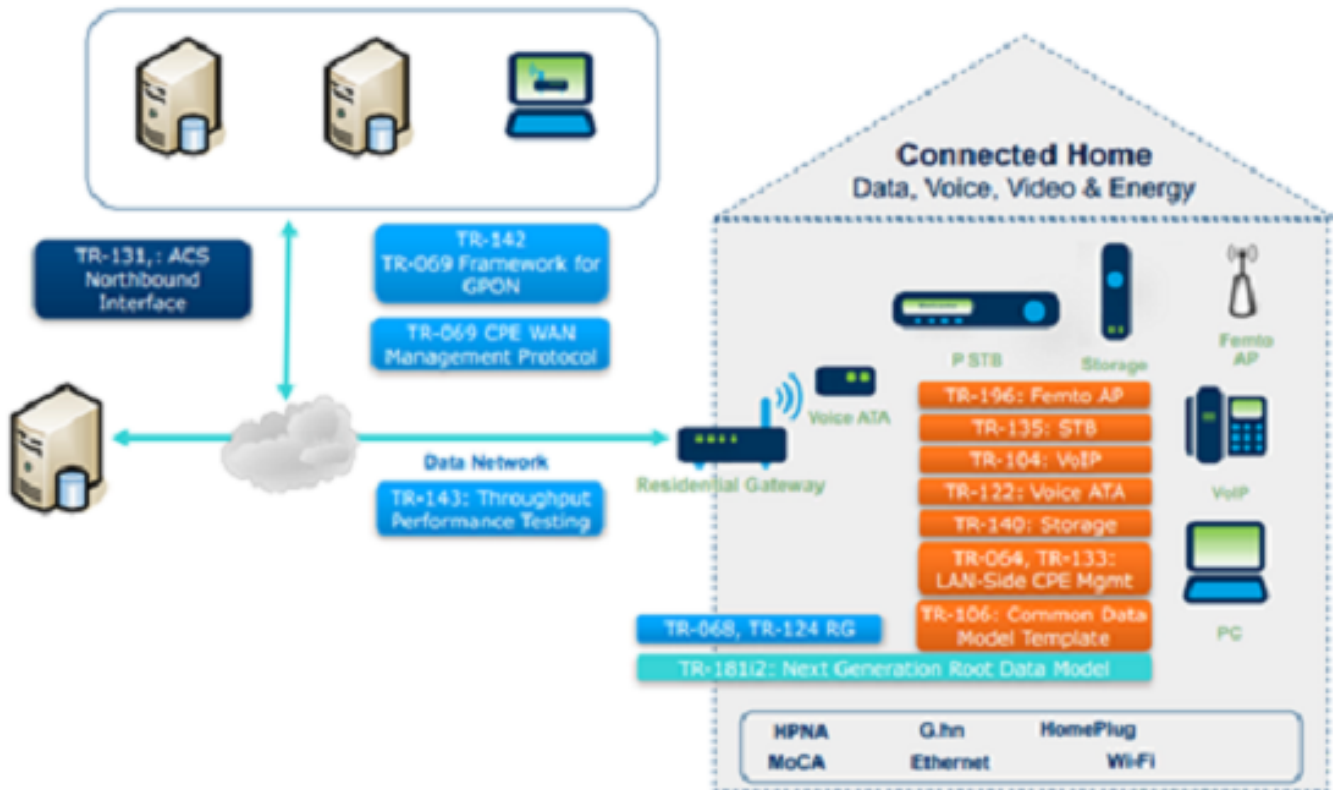 Connected Home
Data, Voice, Video & Energy
TR-131,: ACS
Northbound
Interface
TR-142
TR-069 Framework for
GPON
TR-069 CPE WAN
Management Protocol
P STB
Storage
Femto
AP
Voice ATA
TR-196: Femto AP
TR-135: STB
TR-104: VoIP
TR-122: Voice ATA
TR-140: Storage
TR-064, TR-133:
LAN-Side CPE Mgmt
TR-106: Common Data
Model Template
VoIP
PC
Data Network
Residential Gateway
TR-143: Throughput
Performance Testing
TR-068, TR-124 RG
TR-181i2: Next Generation Root Data Model
HPNA G.hn HomePlug
MoCA Ethernet Wi-Fi